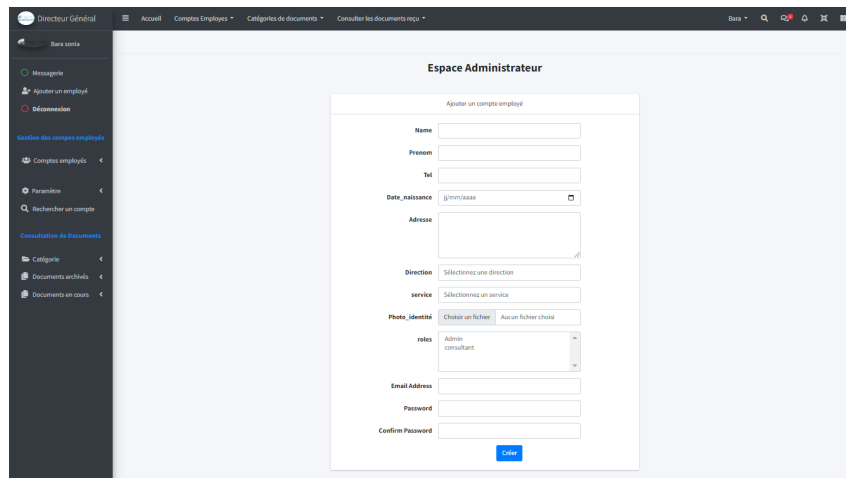 Directeur Général
Accueil
Comptes Employes
Catégories de documents
Consulter les documents reçu
Bara
Bara sonia
Messagerie
Ajouter un employé
Déconnexion
Gestion des compes employés
Comptes employés
Paramètre
Rechercher un compte
Consultation de Documents
Catégorie
Documents archivés
Documents en cours
Espace Administrateur
Ajouter un compte employé
Name
Prenom
Tel
Date_naissance jj/mm/aaaa
Adresse
Direction Sélectinnez une direction
service Sélectionnez un service
Photo_identité Choisir un fichier Aucun fichier choisi
roles Admin
consultant
Email Address
Password
Confirm Password
Créer